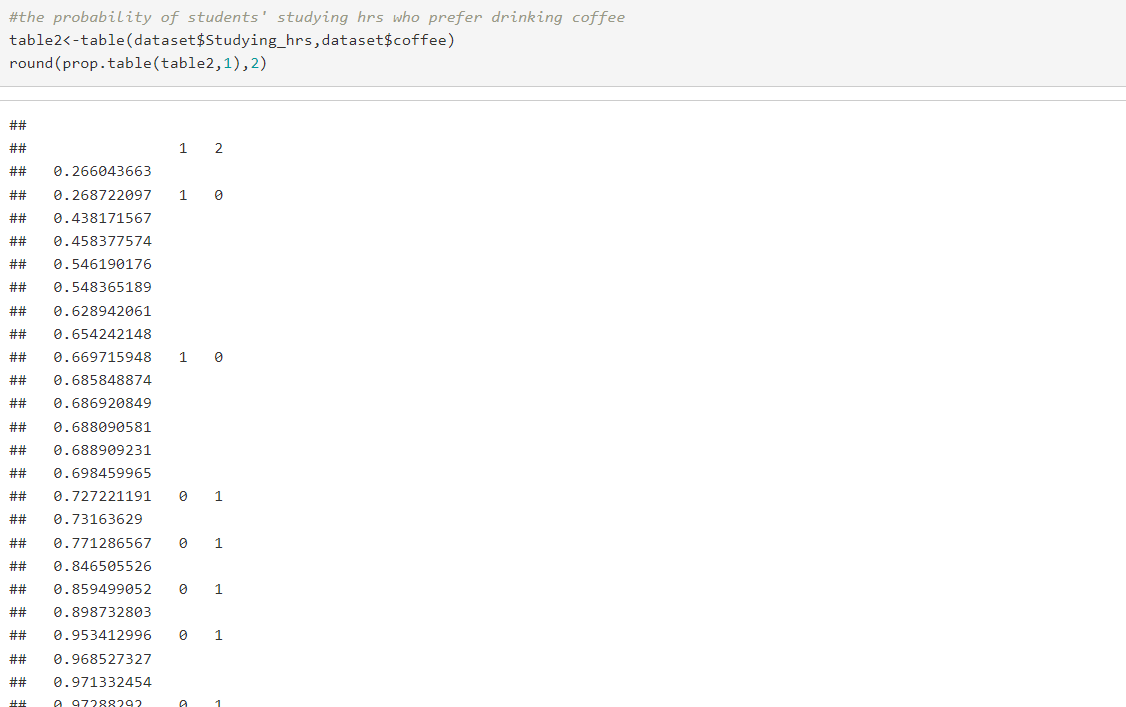 #the probability of students' studying hrs who prefer drinking coffee
table2<-table(dataset$Studying_hrs,dataset$coffee)
round(prop.table(table2,1),2)
##
##                 1   2
##   0.266043663
##   0.268722097   1   0
##   0.438171567
##   0.458377574
##   0.546190176
##   0.548365189
##   0.628942061
##   0.654242148
##   0.669715948   1   0
##   0.685848874
##   0.686920849
##   0.688090581
##   0.688909231
##   0.698459965
##   0.727221191   0   1
##   0.73163629
##   0.771286567   0   1
##   0.846505526
##   0.859499052   0   1
##   0.898732803
##   0.953412996   0   1
##   0.968527327
##   0.971332454
##   0.97288292    0   1